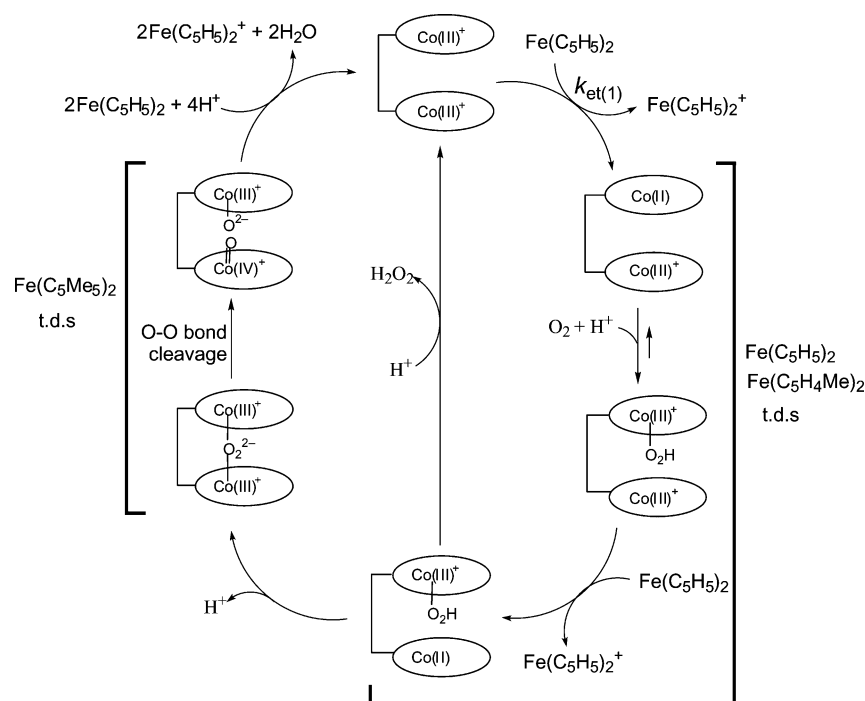 2Fe(C5H5)2+ + 2H2O
2Fe(C5H5)2 + 4H+
Co(III)+
Co(III)+
Fe(C5H5)2
ket(1)
Fe(C5H5)2+
Co(III)+
O2−
O
Co(IV)+
Co(II)
Co(III)+
Fe(C5Me5)2
t.d.s
O-O bond
cleavage
H2O2
H+
O2 + H+
Fe(C5H5)2
Fe(C5H4Me)2
t.d.s
Co(III)+
O22−
Co(III)+
Co(III)+
O2H
Co(III)+
H+
Co(III)+
O2H
Co(II)
Fe(C5H5)2
Fe(C5H5)2+